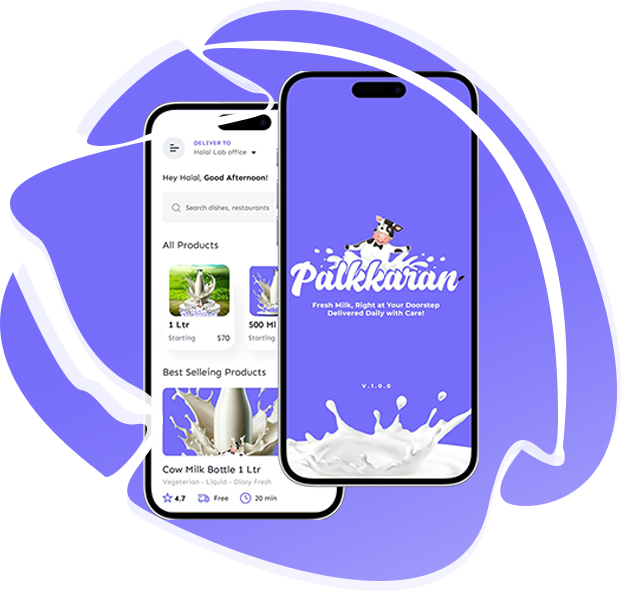 DELIVER TO
Halal Lab office
Hey Halal, Good Afternoon!
Search dishes, restaurants
All Products
1 Ltr
Starting $70
500 Ml
Starting
Best Selleing Products
Cow Milk Bottle 1 Ltr
Vegeterian - Liquid - Diary Fresh
4.7 Free 20 min
Palkkaran
Fresh Milk, Right at Your Doorstep
Delivered Daily with Care!
V.1.0.0